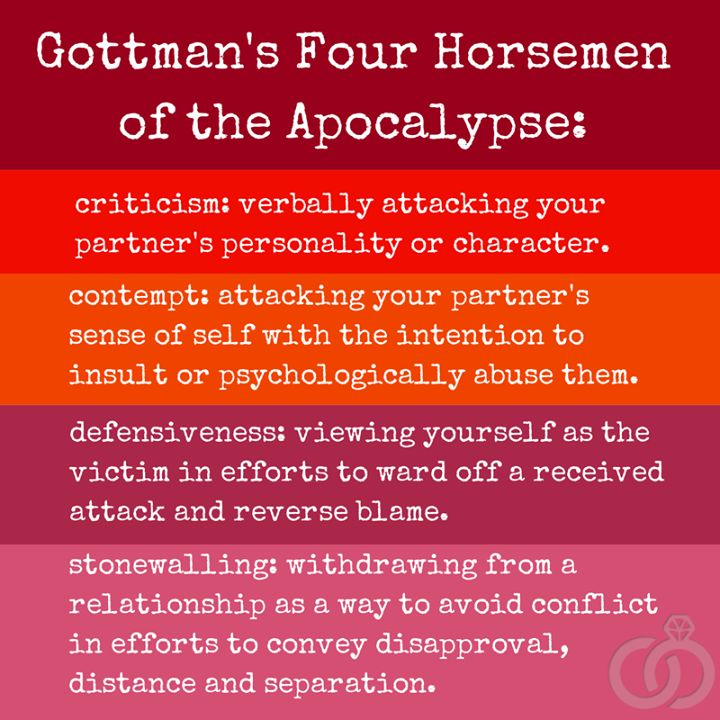 Gottman's Four Horsemen
of the Apocalypse:
criticism: verbally attacking your
partner's personality or character.
contempt: attacking your partner's
sense of self with the intention to
insult or psychologically abuse them.
defensiveness: viewing yourself as the
victim in efforts to ward off a received
attack and reverse blame.
stonewalling: withdrawing from a
relationship as a way to avoid conflict
in efforts to convey disapproval,
distance and separation.